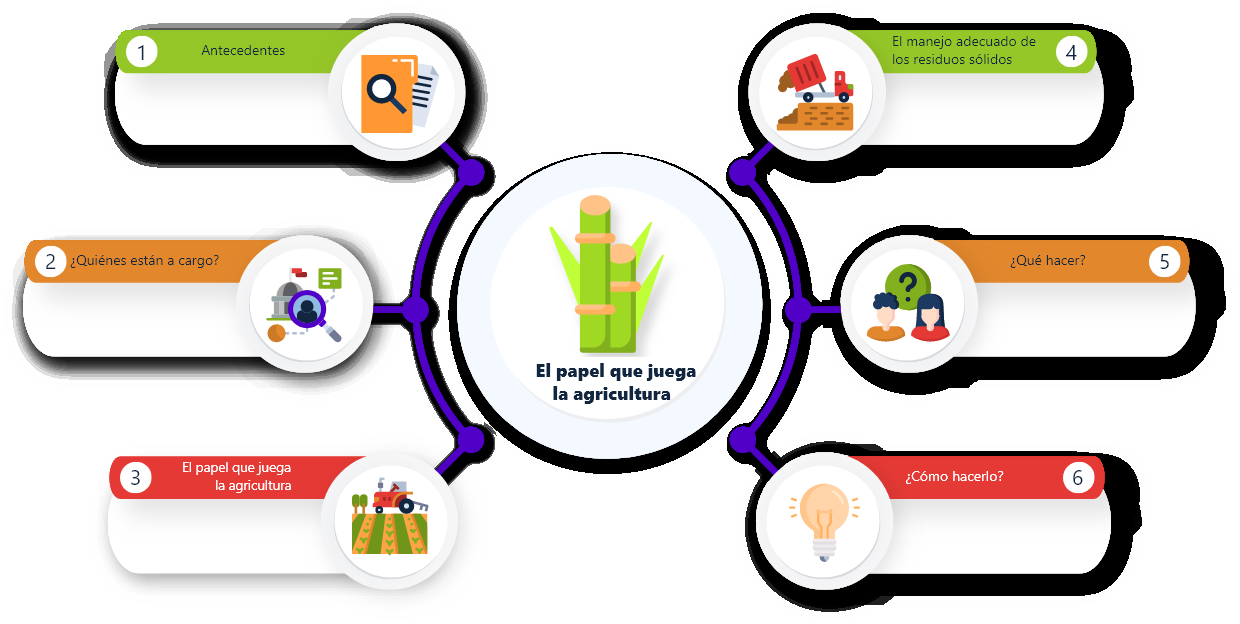 1
Antecedentes
2
¿Quiénes están a cargo?
3
El papel que juega
la agricultura
El papel que juega
la agricultura
El manejo adecuado de
los residuos sólidos
4
¿Qué hacer?
5
¿Cómo hacerlo?
6
?